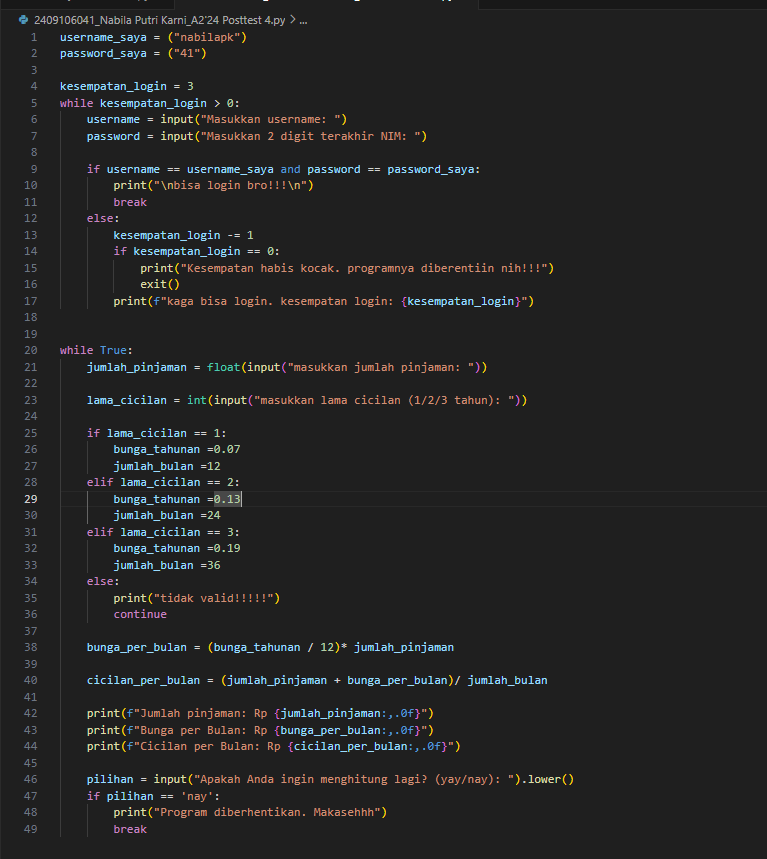 2409106041_Nabila Putri Karni_A2'24 Posttest 4.py > ...
1 username_saya = ("nabilapk")
2 password_saya = ("41")
3
4 kesempatan_login = 3
5 while kesempatan_login > 0:
6     username = input("Masukkan username: ")
7     password = input("Masukkan 2 digit terakhir NIM: ")
8
9     if username == username_saya and password == password_saya:
10         print("\nbisa login bro!!!\n")
11         break
12     else:
13         kesempatan_login -= 1
14         if kesempatan_login == 0:
15             print("Kesempatan habis kocak. programnya diberentiin nih!!!")
16             exit()
17         print(f"kaga bisa login. kesempatan login: {kesempatan_login}")
18
19
20 while True:
21     jumlah_pinjaman = float(input("masukkan jumlah pinjaman: "))
22
23     lama_cicilan = int(input("masukkan lama cicilan (1/2/3 tahun): "))
24
25     if lama_cicilan == 1:
26         bunga_tahunan =0.07
27         jumlah_bulan =12
28     elif lama_cicilan == 2:
29         bunga_tahunan =0.13
30         jumlah_bulan =24
31     elif lama_cicilan == 3:
32         bunga_tahunan =0.19
33         jumlah_bulan =36
34     else:
35         print("tidak valid!!!!!")
36         continue
37
38     bunga_per_bulan = (bunga_tahunan / 12)* jumlah_pinjaman
39
40     cicilan_per_bulan = (jumlah_pinjaman + bunga_per_bulan)/ jumlah_bulan
41
42     print(f"Jumlah pinjaman: Rp {jumlah_pinjaman:,.0f}")
43     print(f"Bunga per Bulan: Rp {bunga_per_bulan:,.0f}")
44     print(f"Cicilan per Bulan: Rp {cicilan_per_bulan:,.0f}")
45
46     pilihan = input("Apakah Anda ingin menghitung lagi? (yay/nay): ").lower()
47     if pilihan == 'nay':
48         print("Program diberhentikan. Makasehhh")
49         break